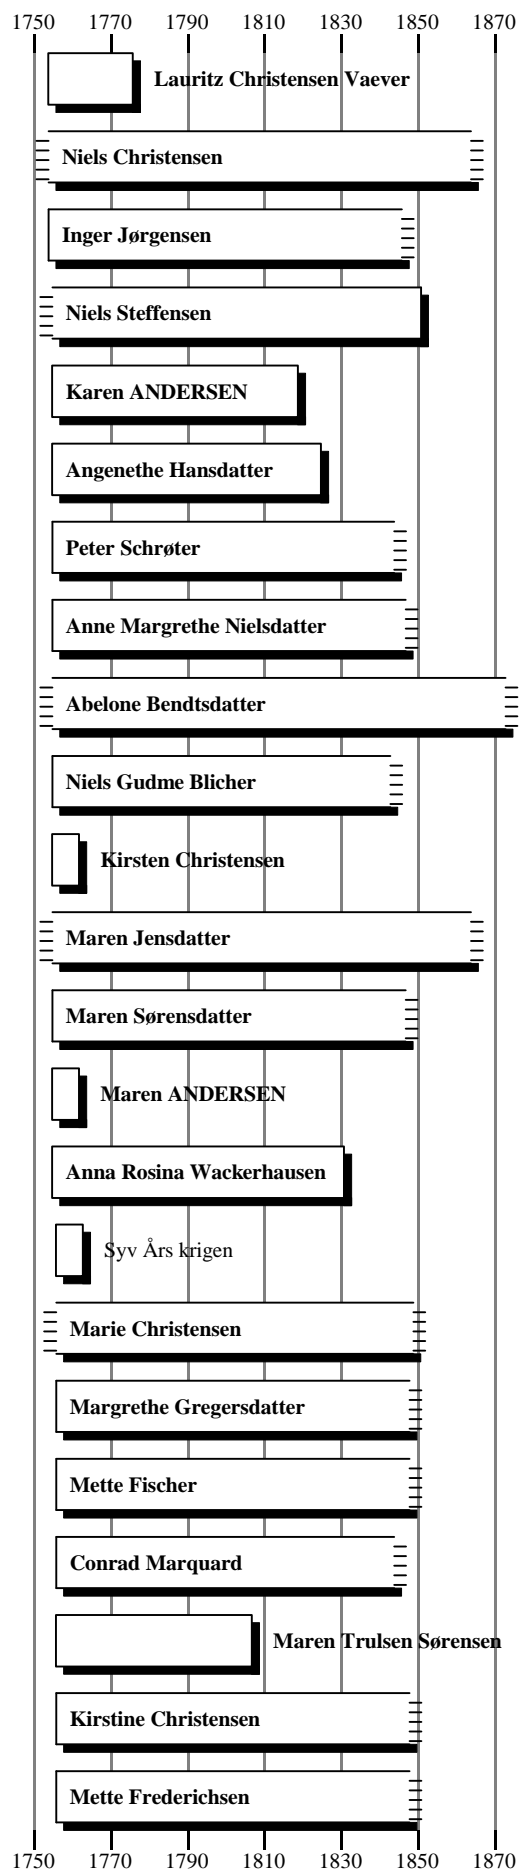 1750 1770 1790 1810 1830 1850 1870
Lauritz Christensen Vaever
Niels Christensen
Inger Jørgensen
Niels Steffensen
Karen ANDERSEN
Angenethe Hansdatter
Peter Schrøter
Anne Margrethe Nielsdatter
Abelone Bendtsdatter
Niels Gudme Blicher
Kirsten Christensen
Maren Jensdatter
Maren Sørensdatter
Maren ANDERSEN
Anna Rosina Wackerhausen
Syv Års krigen
Marie Christensen
Margrethe Gregersdatter
Mette Fischer
Conrad Marquard
Maren Trulsen Sørensen
Kirstine Christensen
Mette Frederichsen
1750 1770 1790 1810 1830 1850 1870